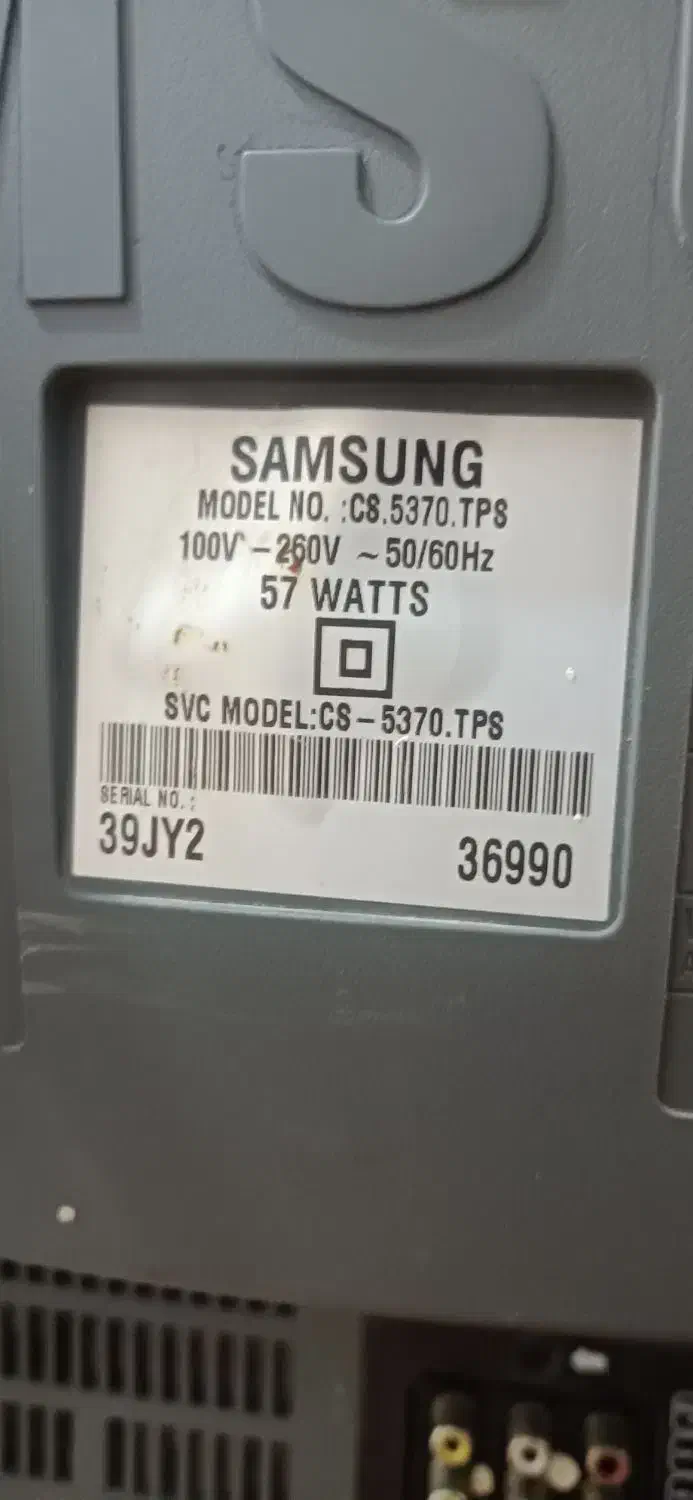 SAMSUNG
MODEL NO. :CS.5370.TPS
100V - 260V ~ 50/60Hz
57 WATTS
SVC MODEL:CS - 5370.TPS
SERIAL NO. :
39JY2 36990